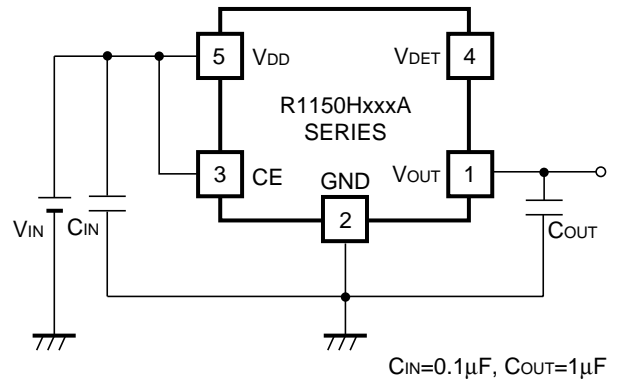 5 VDD VDET 4
R1150HxxxA
SERIES
3 CE GND VOUT 1
2
VIN CIN COUT
CIN=0.1μF, COUT=1μF